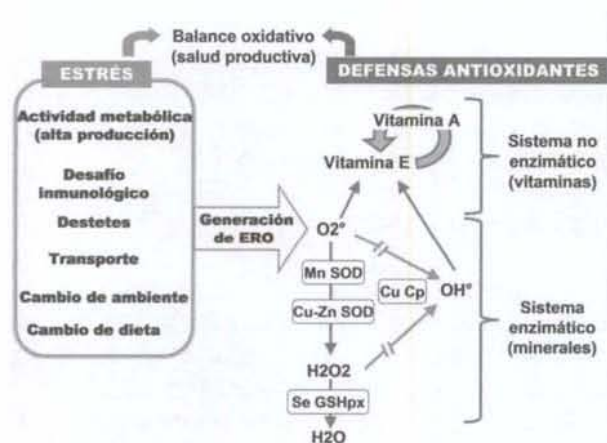 Balance oxidativo
(salud productiva)
ESTRÉS
DEFENSAS ANTIOXIDANTES
Actividad metabólica
(alta producción)
Desafío
inmunológico
Destetes
Transporte
Cambio de ambiente
Cambio de dieta
Generación
de ERO
Vitamina A
Vitamina E
O2°
Mn SOD
Cu-Zn SOD
Cu Cp
OH°
H2O2
Se GSHpx
H2O
Sistema no
enzimático
(vitaminas)
Sistema
enzimático
(minerales)